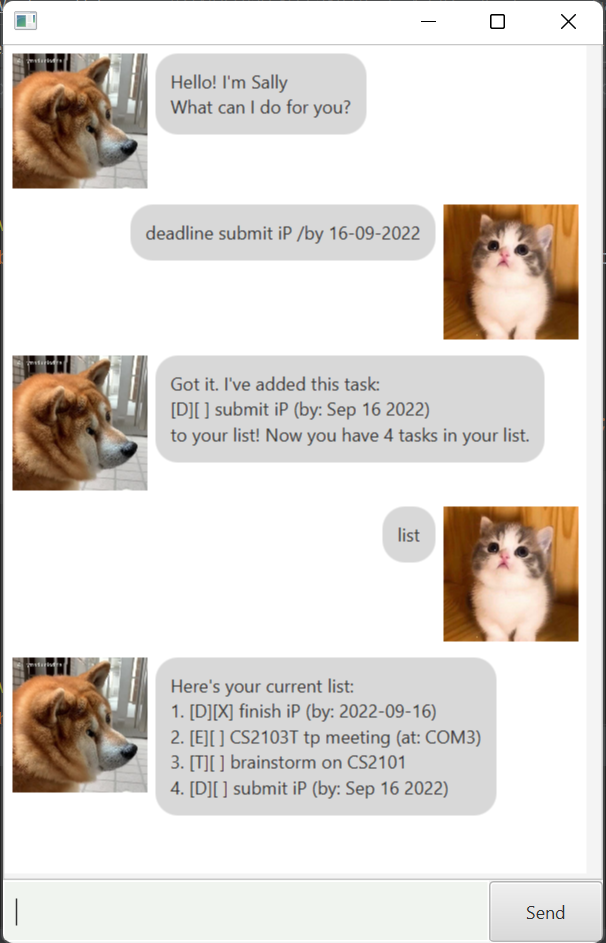 Hello! I'm Sally
What can I do for you?
deadline submit iP /by 16-09-2022
Got it. I've added this task:
[D][ ] submit iP (by: Sep 16 2022)
to your list! Now you have 4 tasks in your list.
list
Here's your current list:
1. [D][X] finish iP (by: 2022-09-16)
2. [E][ ] CS2103T tp meeting (at: COM3)
3. [T][ ] brainstorm on CS2101
4. [D][ ] submit iP (by: Sep 16 2022)
Send